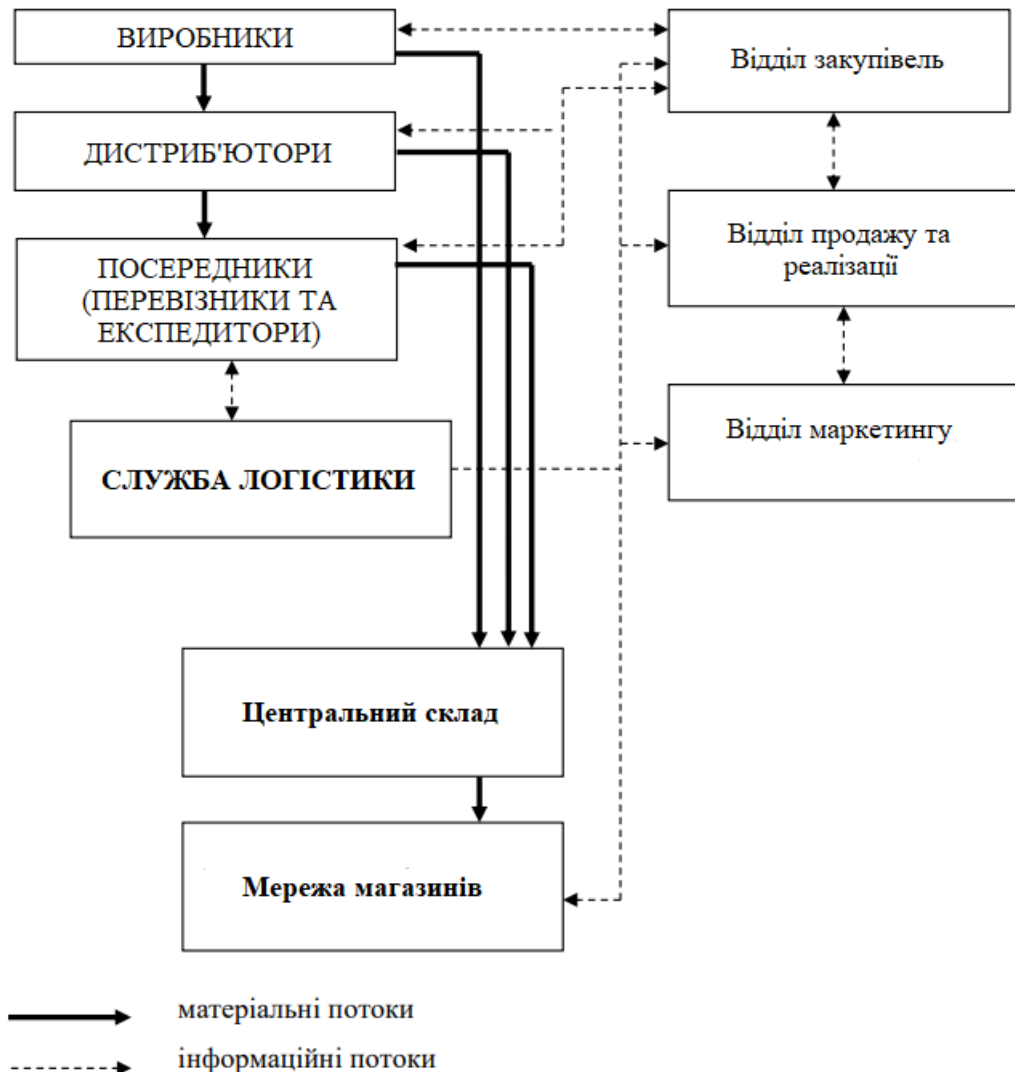 ВИРОБНИКИ
Відділ закупівель
ДИСТРИБ'ЮТОРИ
Відділ продажу та
реалізації
ПОСЕРЕДНИКИ
(ПЕРЕВІЗНИКИ ТА
ЕКСПЕДИТОРИ)
Відділ маркетингу
СЛУЖБА ЛОГІСТИКИ
Центральний склад
Мережа магазинів
матеріальні потоки
інформаційні потоки